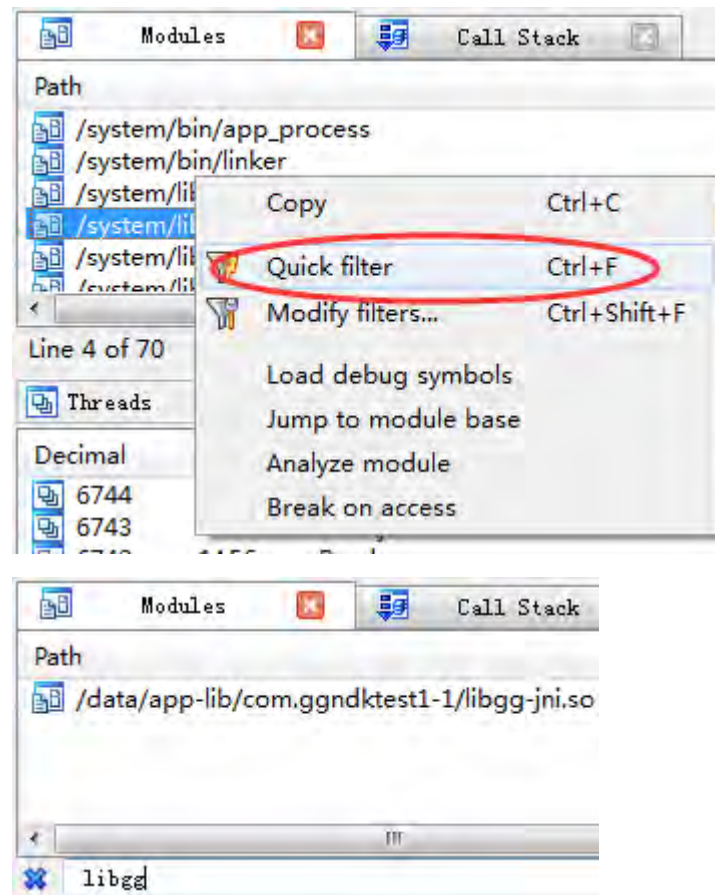 Modules Call Stack
Path
/system/bin/app_process
/system/bin/linker
/system/lib
/system/lib
/system/lib
/system/lib
Copy Ctrl+C
Quick filter Ctrl+F
Modify filters... Ctrl+Shift+F
Load debug symbols
Jump to module base
Analyze module
Break on access
Line 4 of 70
Threads
Decimal
6744
6743
Modules Call Stack
Path
/data/app-lib/com.ggndktest1-1/libgg-jni.so
libgg